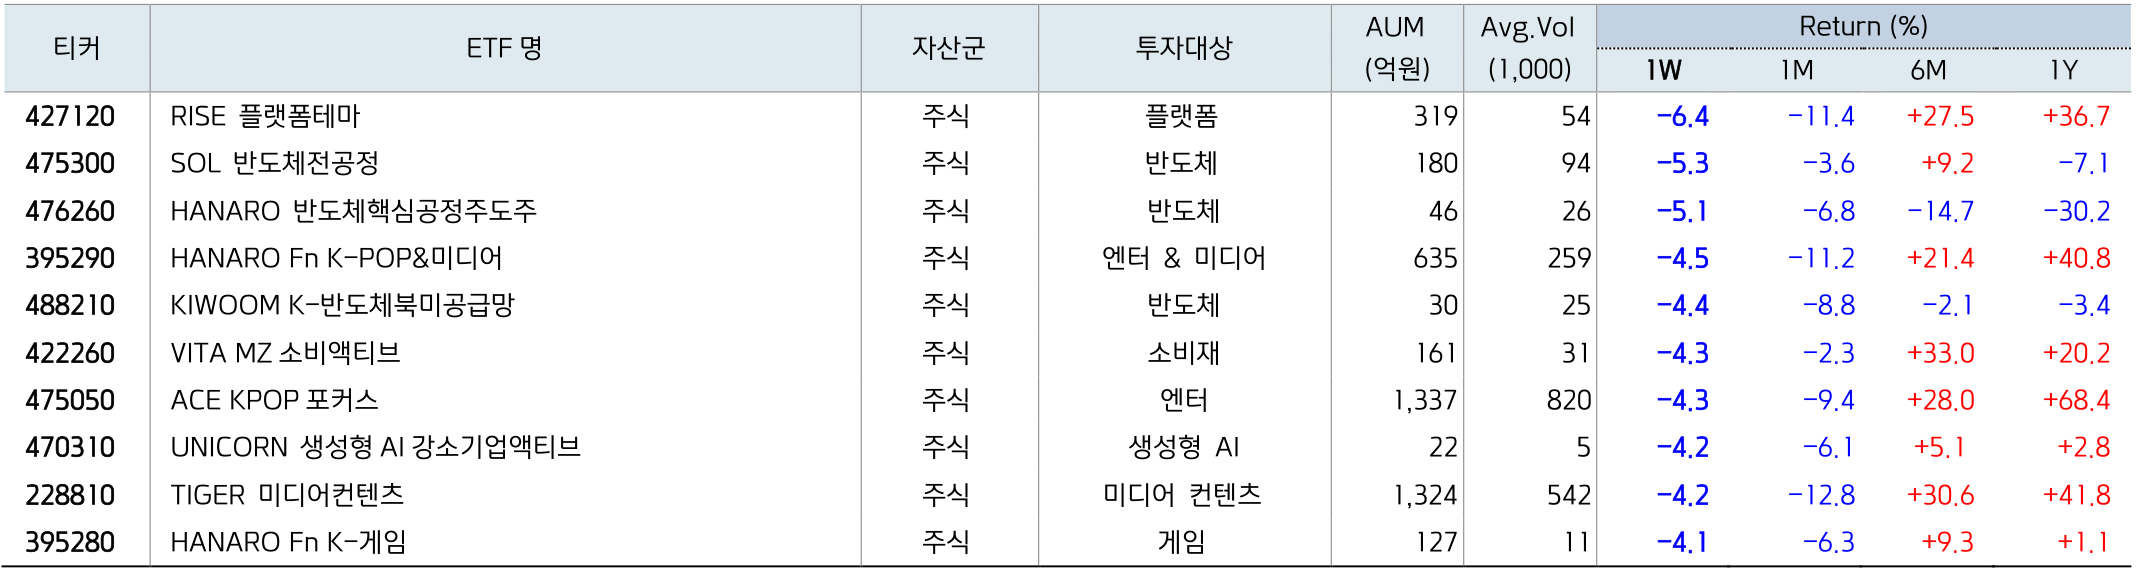 티커 ETF 명 자산군 투자대상 AUM (억원) Avg.Vol (1,000) Return (%)
1W 1M 6M 1Y
427120 RISE 플랫폼테마 주식 플랫폼 319 54 -6.4 -11.4 +27.5 +36.7
475300 SOL 반도체전공정 주식 반도체 180 94 -5.3 -3.6 +9.2 -7.1
476260 HANARO 반도체핵심공정주도주 주식 반도체 46 26 -5.1 -6.8 -14.7 -30.2
395290 HANARO Fn K-POP&미디어 주식 엔터 & 미디어 635 259 -4.5 -11.2 +21.4 +40.8
488210 KIWOOM K-반도체북미공급망 주식 반도체 30 25 -4.4 -8.8 -2.1 -3.4
422260 VITA MZ 소비액티브 주식 소비재 161 31 -4.3 -2.3 +33.0 +20.2
475050 ACE KPOP 포커스 주식 엔터 1,337 820 -4.3 -9.4 +28.0 +68.4
470310 UNICORN 생성형 AI 강소기업액티브 주식 생성형 AI 22 5 -4.2 -6.1 +5.1 +2.8
228810 TIGER 미디어컨텐츠 주식 미디어 컨텐츠 1,324 542 -4.2 -12.8 +30.6 +41.8
395280 HANARO Fn K-게임 주식 게임 127 11 -4.1 -6.3 +9.3 +1.1